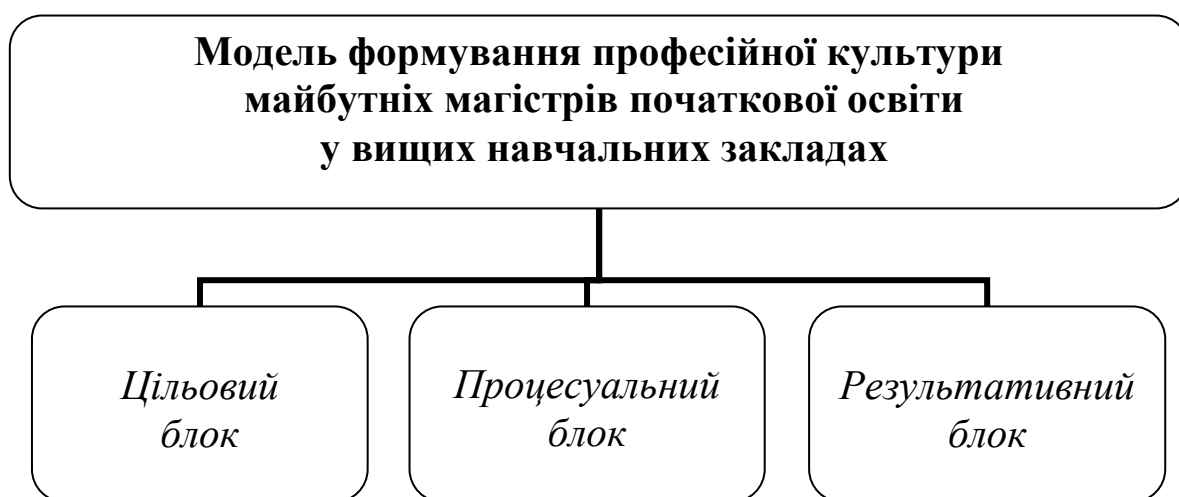 Модель формування професійної культури
майбутніх магістрів початкової освіти
у вищих навчальних закладах
Цільовий
блок
Процесуальний
блок
Результативний
блок